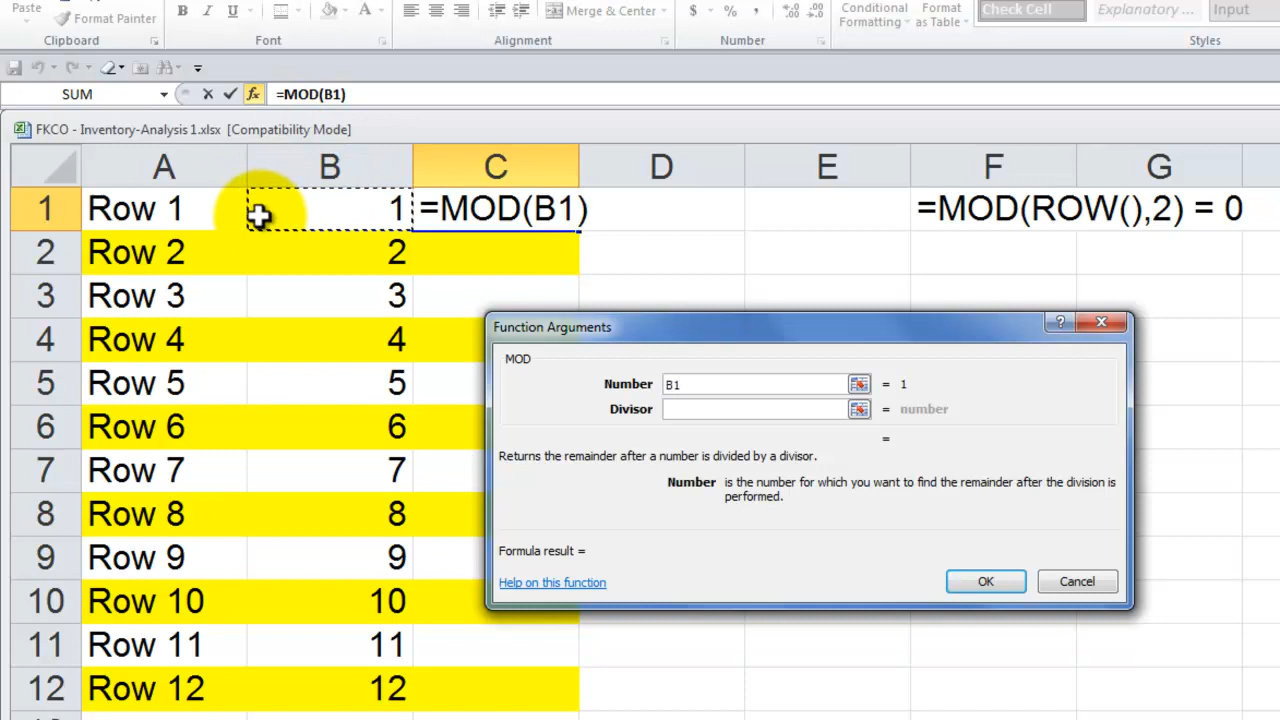 Paste
Format Painter
B I U
A
Merge & Center
$ % ,
Conditional Formatting
Format as Table
Check Cell
Explanatory ...
Input
Clipboard
Font
Alignment
Number
Styles
SUM
fx =MOD(B1)
FKCO - Inventory-Analysis 1.xlsx [Compatibility Mode]
A B C D E F G
1 Row 1 1 =MOD(B1) =MOD(ROW(),2) = 0
2 Row 2 2
3 Row 3 3
4 Row 4 4
5 Row 5 5
6 Row 6 6
7 Row 7 7
8 Row 8 8
9 Row 9 9
10 Row 10 10
11 Row 11 11
12 Row 12 12
Function Arguments
?
MOD
Number B1 = 1
Divisor = number
=
Returns the remainder after a number is divided by a divisor.
Number is the number for which you want to find the remainder after the division is
performed.
Formula result =
Help on this function
OK
Cancel